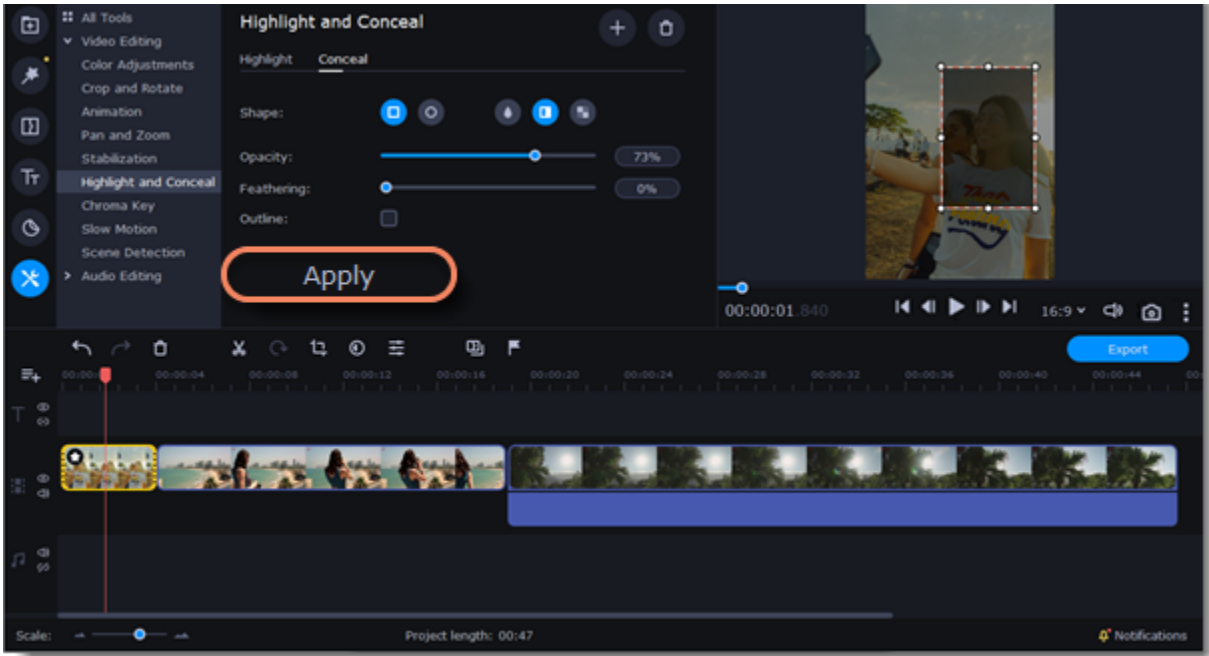 All Tools
Video Editing
Color Adjustments
Crop and Rotate
Animation
Pan and Zoom
Stabilization
Highlight and Conceal
Chroma Key
Slow Motion
Scene Detection
Audio Editing
Highlight and Conceal
Highlight Conceal
Shape:
Opacity: 73%
Feathering: 0%
Outline:
Apply
00:00:01.840
16:9
Export
00:00:04 00:00:08 00:00:12 00:00:16 00:00:20 00:00:24 00:00:28 00:00:32 00:00:36 00:00:40 00:00:44
Scale:
Project length: 00:47
Notifications